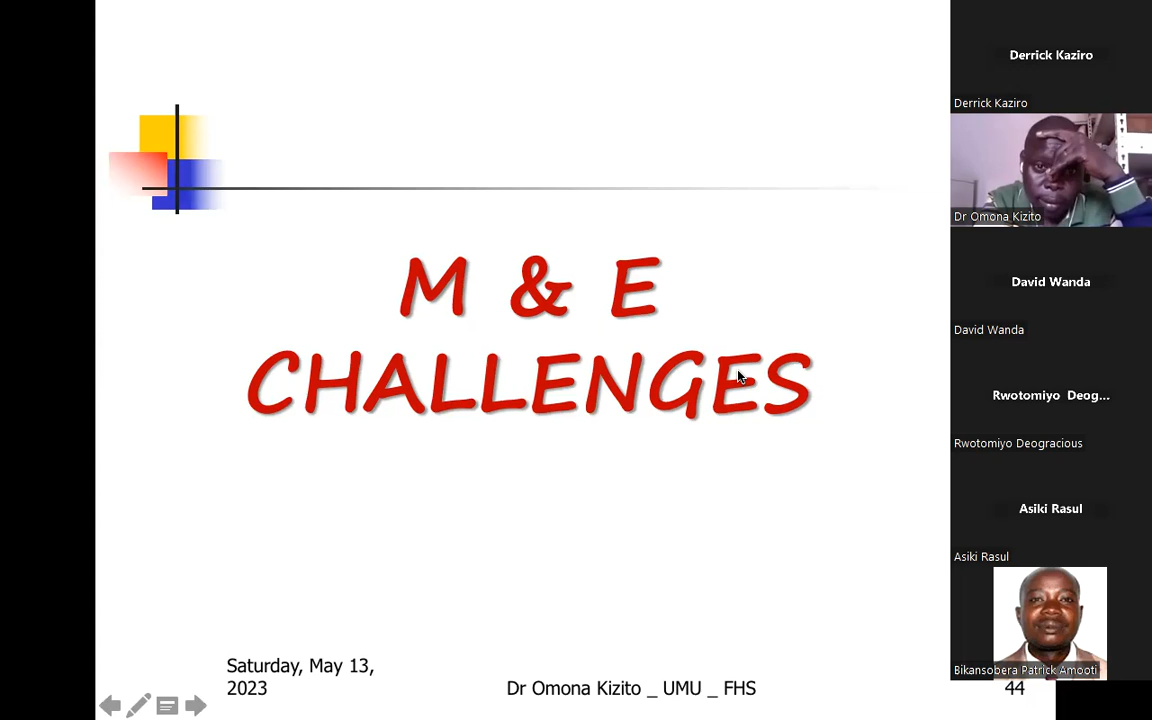 M & E
CHALLENGES
Saturday, May 13,
2023
Dr Omona Kizito _ UMU _ FHS
44
Derrick Kaziro
Derrick Kaziro
Dr Omona Kizito
David Wanda
David Wanda
Rwotomiyo Deog...
Rwotomiyo Deogracious
Asiki Rasul
Asiki Rasul
Bikansobera Patrick Amooti